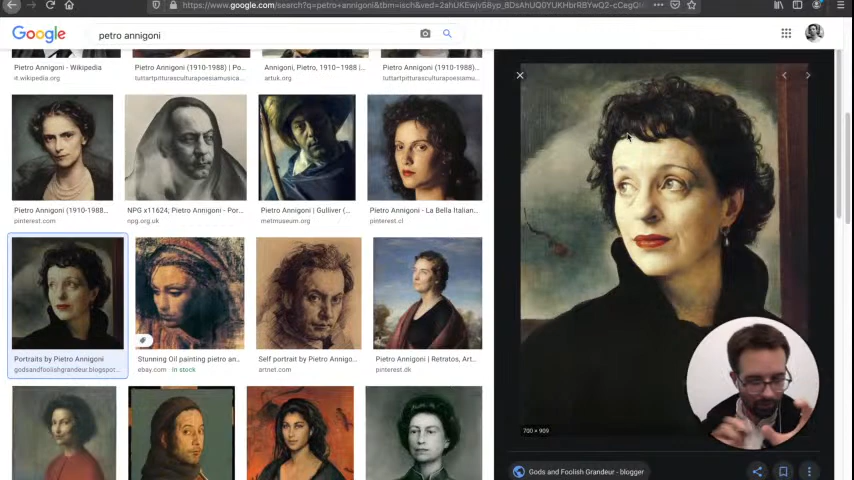 https://www.google.com/search?q=petro+annigoni&tbm=isch&ved=2ahUKEwjv58yp_8DsAhUQ0YUKHbrRBYwQ2-cCegQI
Google
petro annigoni
Pietro Annigoni - Wikipedia
it.wikipedia.org
Pietro Annigoni (1910-1988) | Po...
tuttartpitturasculturapoesiamusica...
Annigoni, Pietro, 1910–1988 |...
artuk.org
Pietro Annigoni (1910-1988)...
tuttartpitturasculturapoesiamu...
Pietro Annigoni (1910-1988...
pinterest.com
NPG x11624; Pietro Annigoni - Por...
npg.org.uk
Pietro Annigoni | Gulliver (...
metmuseum.org
Pietro Annigoni - La Bella Italian...
pinterest.cl
Portraits by Pietro Annigoni
godsandfoolishgrandeur.blogspot...
Stunning Oil painting pietro an...
ebay.com · In stock
Self portrait by Pietro Annigo...
artnet.com
Pietro Annigoni | Retratos, Art...
pinterest.dk
700 × 909
Gods and Foolish Grandeur - blogger